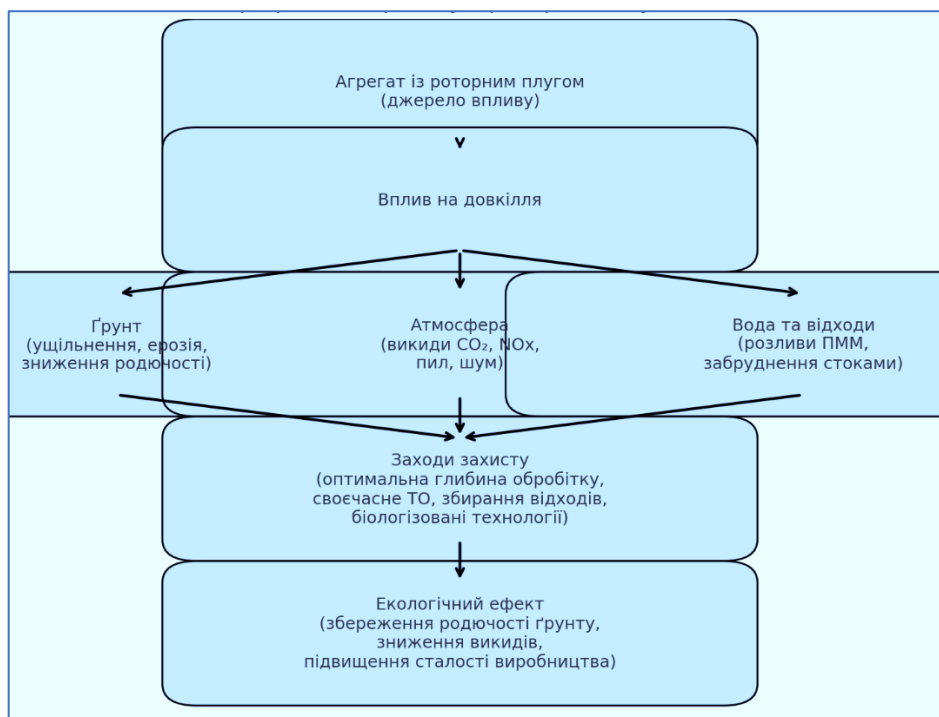 Агрегат із роторним плугом
(джерело впливу)
Вплив на довкілля
Ґрунт
(ущільнення, ерозія,
зниження родючості)
Атмосфера
(викиди CO₂, NOx,
пил, шум)
Вода та відходи
(розливи ПММ,
забруднення стоками)
Заходи захисту
(оптимальна глибина обробітку,
своєчасне ТО, збирання відходів,
біологізовані технології)
Екологічний ефект
(збереження родючості ґрунту,
зниження викидів,
підвищення сталості виробництва)